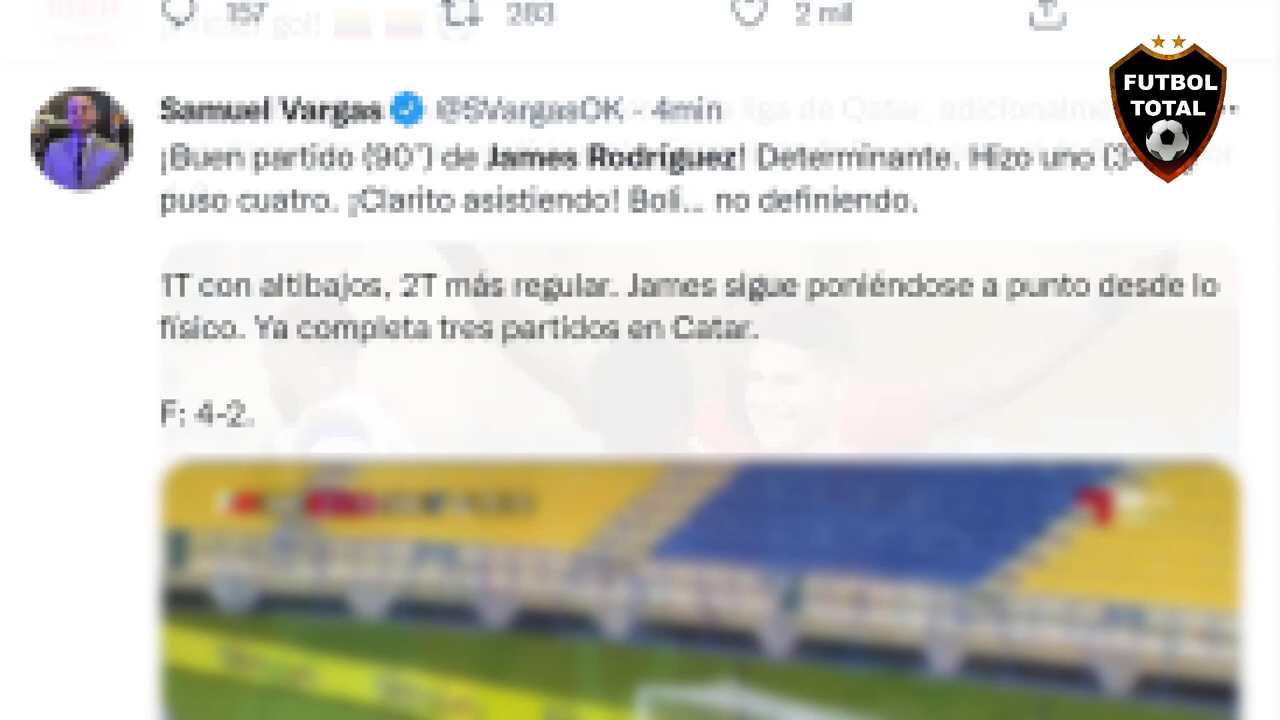 157 283 2 mil
FUTBOL
TOTAL
Samuel Vargas @SVargasOK - 4min
¡Buen partido (90") de James Rodríguez! Determinante. Hizo uno (3-
puso cuatro. ¡Clarito asistiendo! Boli... no definiendo.
1T con altibajos, 2T más regular. James sigue poniéndose a punto desde lo
físico. Ya completa tres partidos en Catar.
F: 4-2.